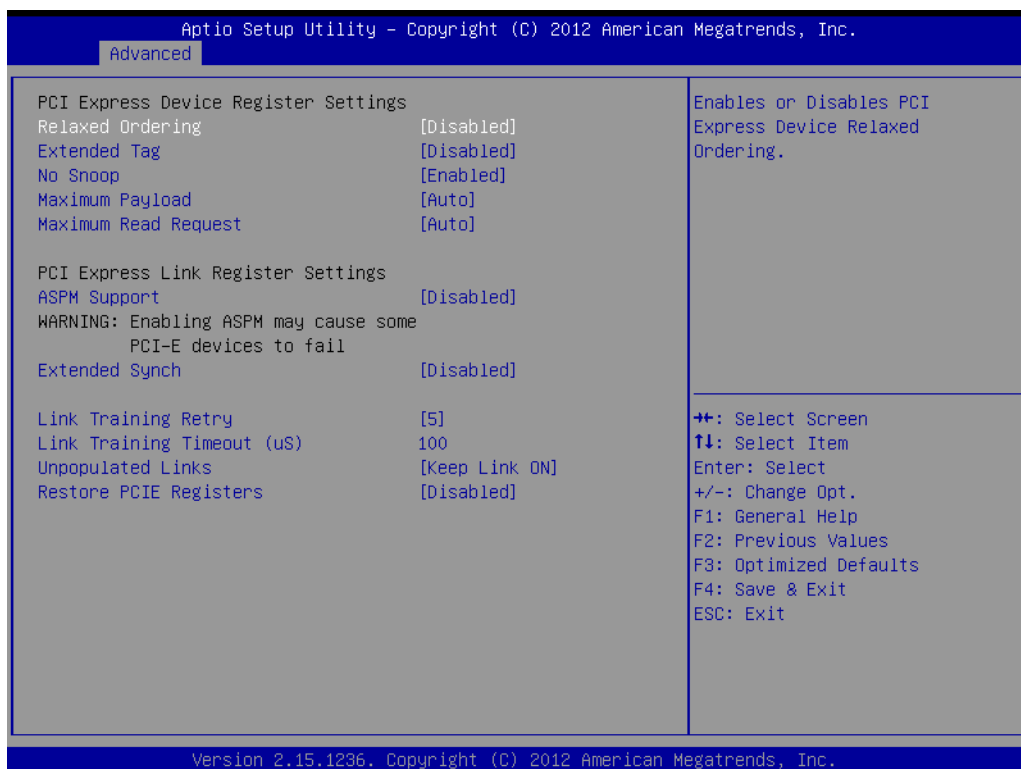 Aptio Setup Utility – Copyright (C) 2012 American Megatrends, Inc.
Advanced
PCI Express Device Register Settings
Relaxed Ordering [Disabled]
Extended Tag [Disabled]
No Snoop [Enabled]
Maximum Payload [Auto]
Maximum Read Request [Auto]
PCI Express Link Register Settings
ASPM Support [Disabled]
WARNING: Enabling ASPM may cause some
PCI-E devices to fail
Extended Synch [Disabled]
Link Training Retry [5]
Link Training Timeout (uS) 100
Unpopulated Links [Keep Link ON]
Restore PCIE Registers [Disabled]
Enables or Disables PCI
Express Device Relaxed
Ordering.
→←: Select Screen
↑↓: Select Item
Enter: Select
+/-: Change Opt.
F1: General Help
F2: Previous Values
F3: Optimized Defaults
F4: Save & Exit
ESC: Exit
Version 2.15.1236. Copyright (C) 2012 American Megatrends, Inc.